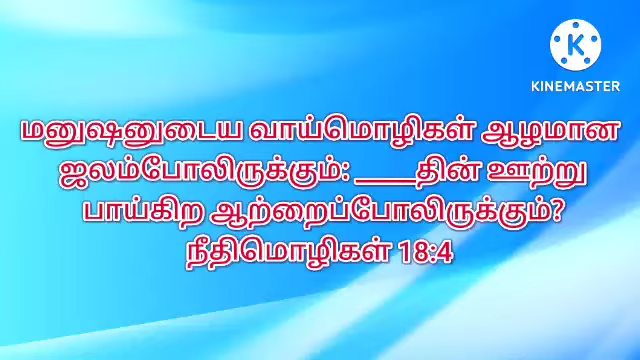 KINEMASTER
மனுஷனுடைய வாய்மொழிகள் ஆழமான
ஜலம்போலிருக்கும்: ____தின் ஊற்று
பாய்கிற ஆற்றைப்போலிருக்கும்?
நீதிமொழிகள் 18:4